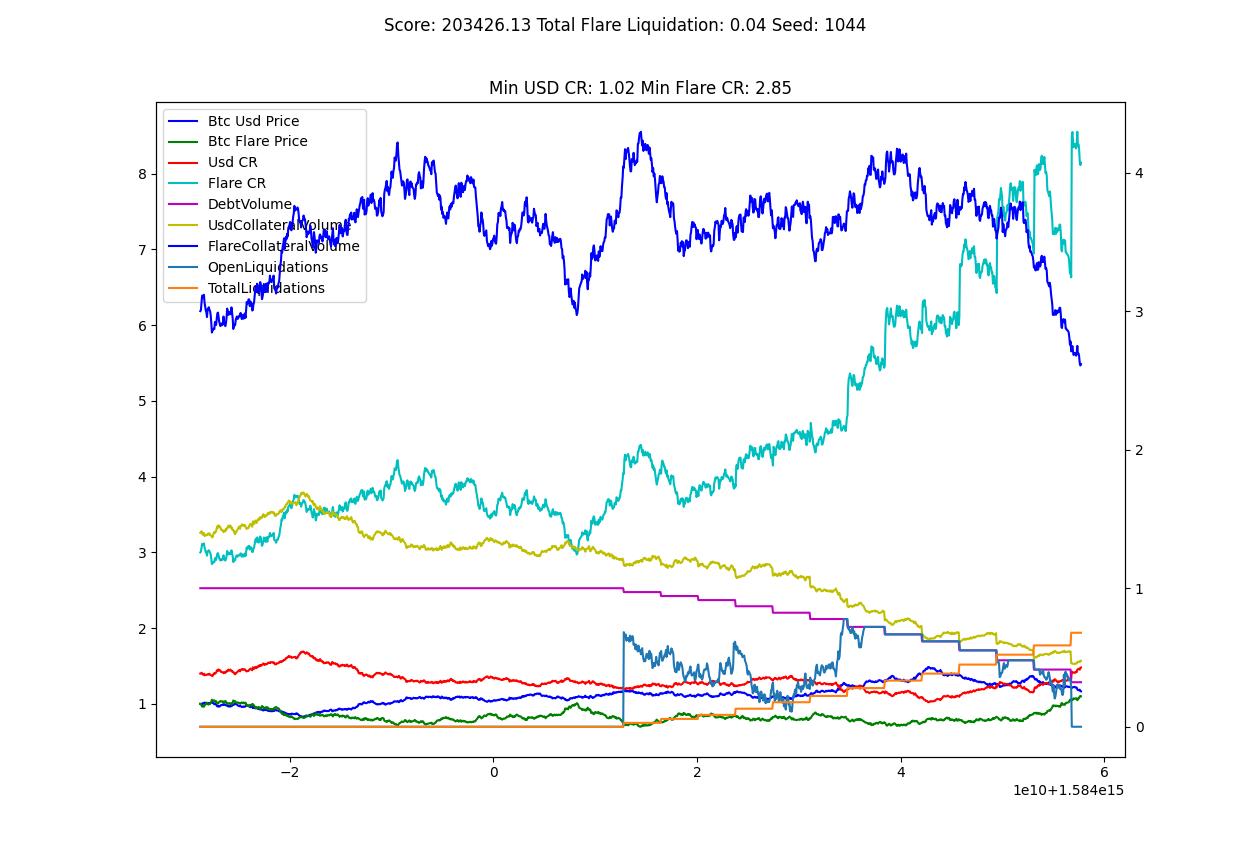 Score: 203426.13 Total Flare Liquidation: 0.04 Seed: 1044
Min USD CR: 1.02 Min Flare CR: 2.85
Btc Usd Price
Btc Flare Price
Usd CR
Flare CR
DebtVolume
UsdCollateralVolume
FlareCollateralVolume
OpenLiquidations
TotalLiquidations
8
7
6
5
4
3
2
1
4
3
2
1
0
−2
0
2
4
6
1e10+1.584e15